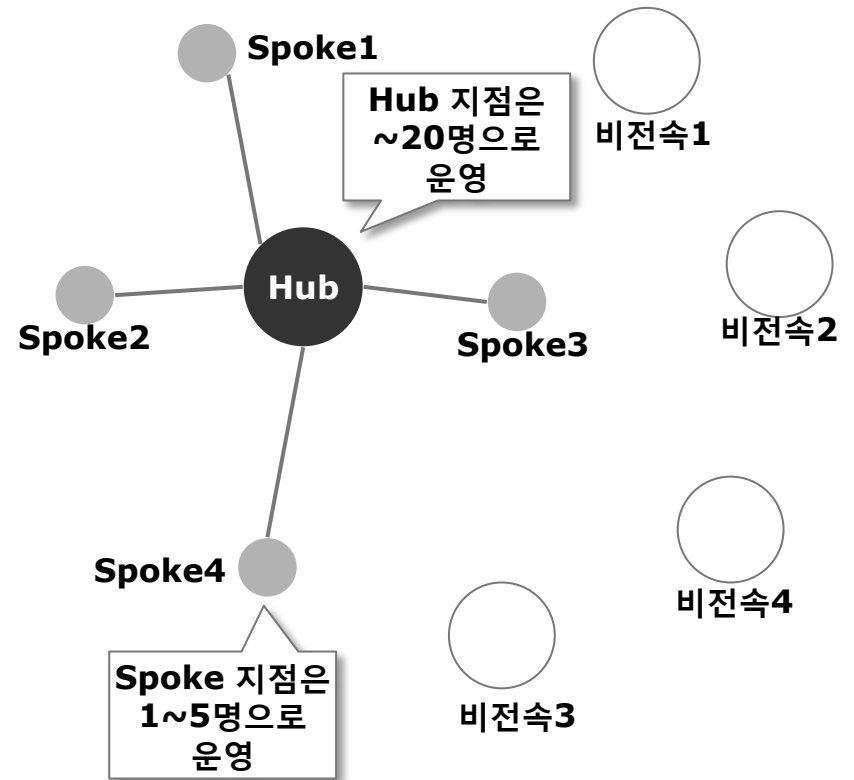 Spoke1
Hub 지점은
~20명으로
운영
비전속1
Hub
Spoke2
Spoke3
비전속2
Spoke4
비전속4
Spoke 지점은
1~5명으로
운영
비전속3